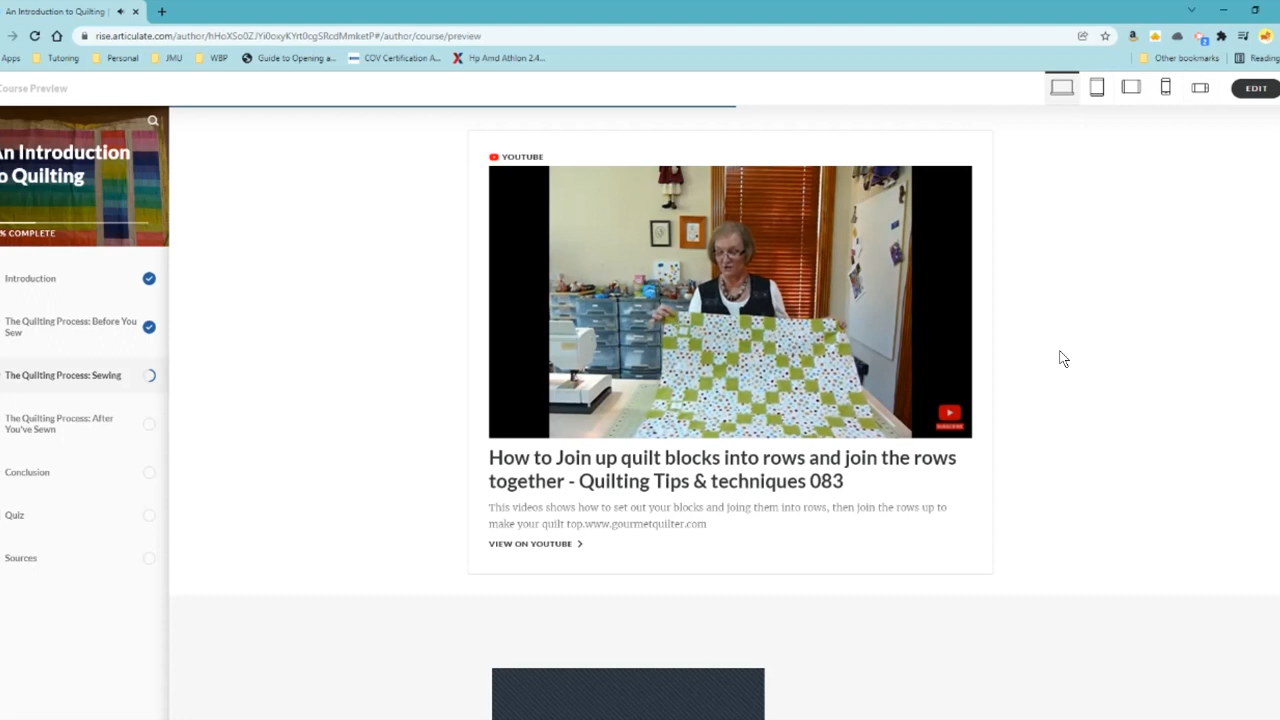 An Introduction to Quilting |
rise.articulate.com/author/hHoXSo0ZJYi0oxyKYrt0cgSRcdMmketP#/author/course/preview
Apps Tutoring Personal JMU WBP Guide to Opening a... COV Certification A... Hp Amd Athlon 2.4... Other bookmarks Reading
Course Preview
EDIT
An Introduction
to Quilting
% COMPLETE
Introduction
The Quilting Process: Before You
Sew
The Quilting Process: Sewing
The Quilting Process: After
You've Sewn
Conclusion
Quiz
Sources
YOUTUBE
SUBSCRIBE
How to Join up quilt blocks into rows and join the rows
together - Quilting Tips & techniques 083
This videos shows how to set out your blocks and joing them into rows, then join the rows up to
make your quilt top.www.gourmetquilter.com
VIEW ON YOUTUBE